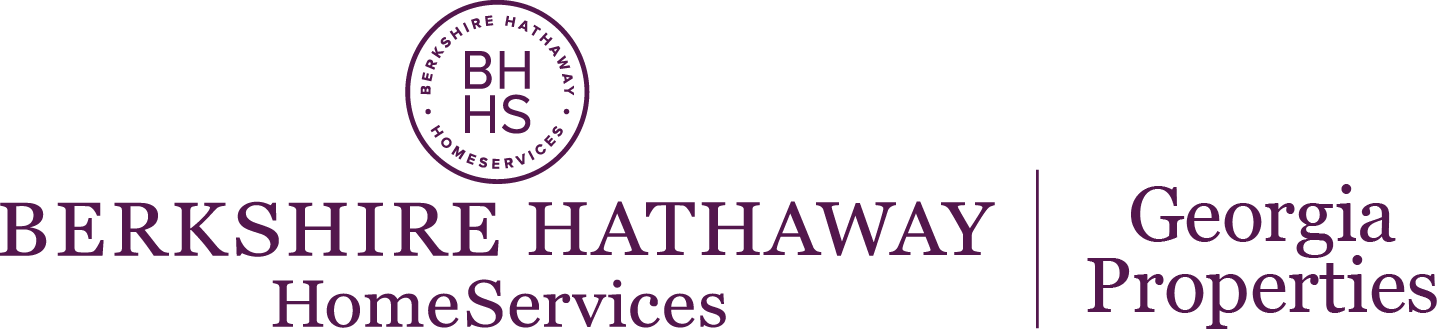 BERKSHIRE HATHAWAY
BH
HS
• HOMESERVICES •
BERKSHIRE HATHAWAY
HomeServices
Georgia
Properties